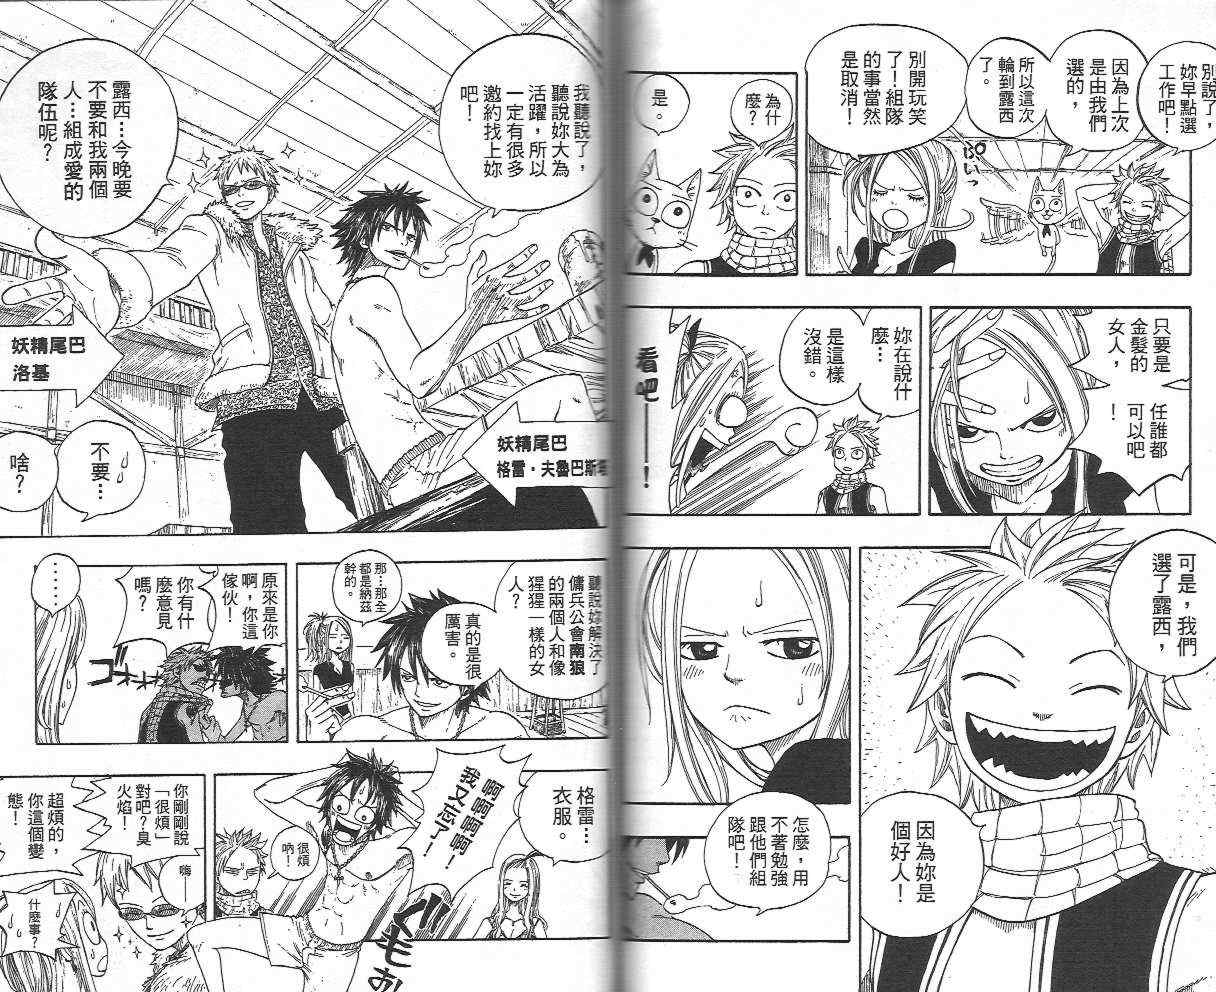 別說了，
妳早點選
工作吧！
因為上次
是由我們
選的，
所以這次
輪到露西
了。
ぷいっ
別開玩笑
了！組隊
的事當然
是取消！
為什
麼？
是。
只要是
金髮的
女人，
任誰都
可以吧
！
妳在說什
麼…
是這樣
沒錯。
看吧——！
可是，我們
選了露西，
因為妳是
個好人！
怎麼，用
不著勉強
跟他們組
隊吧！
我聽說了，
聽說妳大為
活躍，所以
一定有很多
邀約找上妳
吧！
露西…今晚要
不要和我兩個
人…組成愛的
隊伍呢？
妖精尾巴
洛基
妖精尾巴
格雷・夫魯巴斯塔
不要…
啥？
聽說妳解決了
傭兵公會南狼
的兩個人和像
猩猩一樣的女
人？
真的是很
厲害。
那…那全
都是納茲
幹的。
原來是你
啊，你這
傢伙！
你有什
麼意見
嗎？
……
格雷…
衣服。
啊啊啊啊！
我又忘了！
很煩
吶！
你剛剛說
「很煩」
對吧？臭
火焰！
超煩的，
你這個變
態！
嗨——
什麼事？